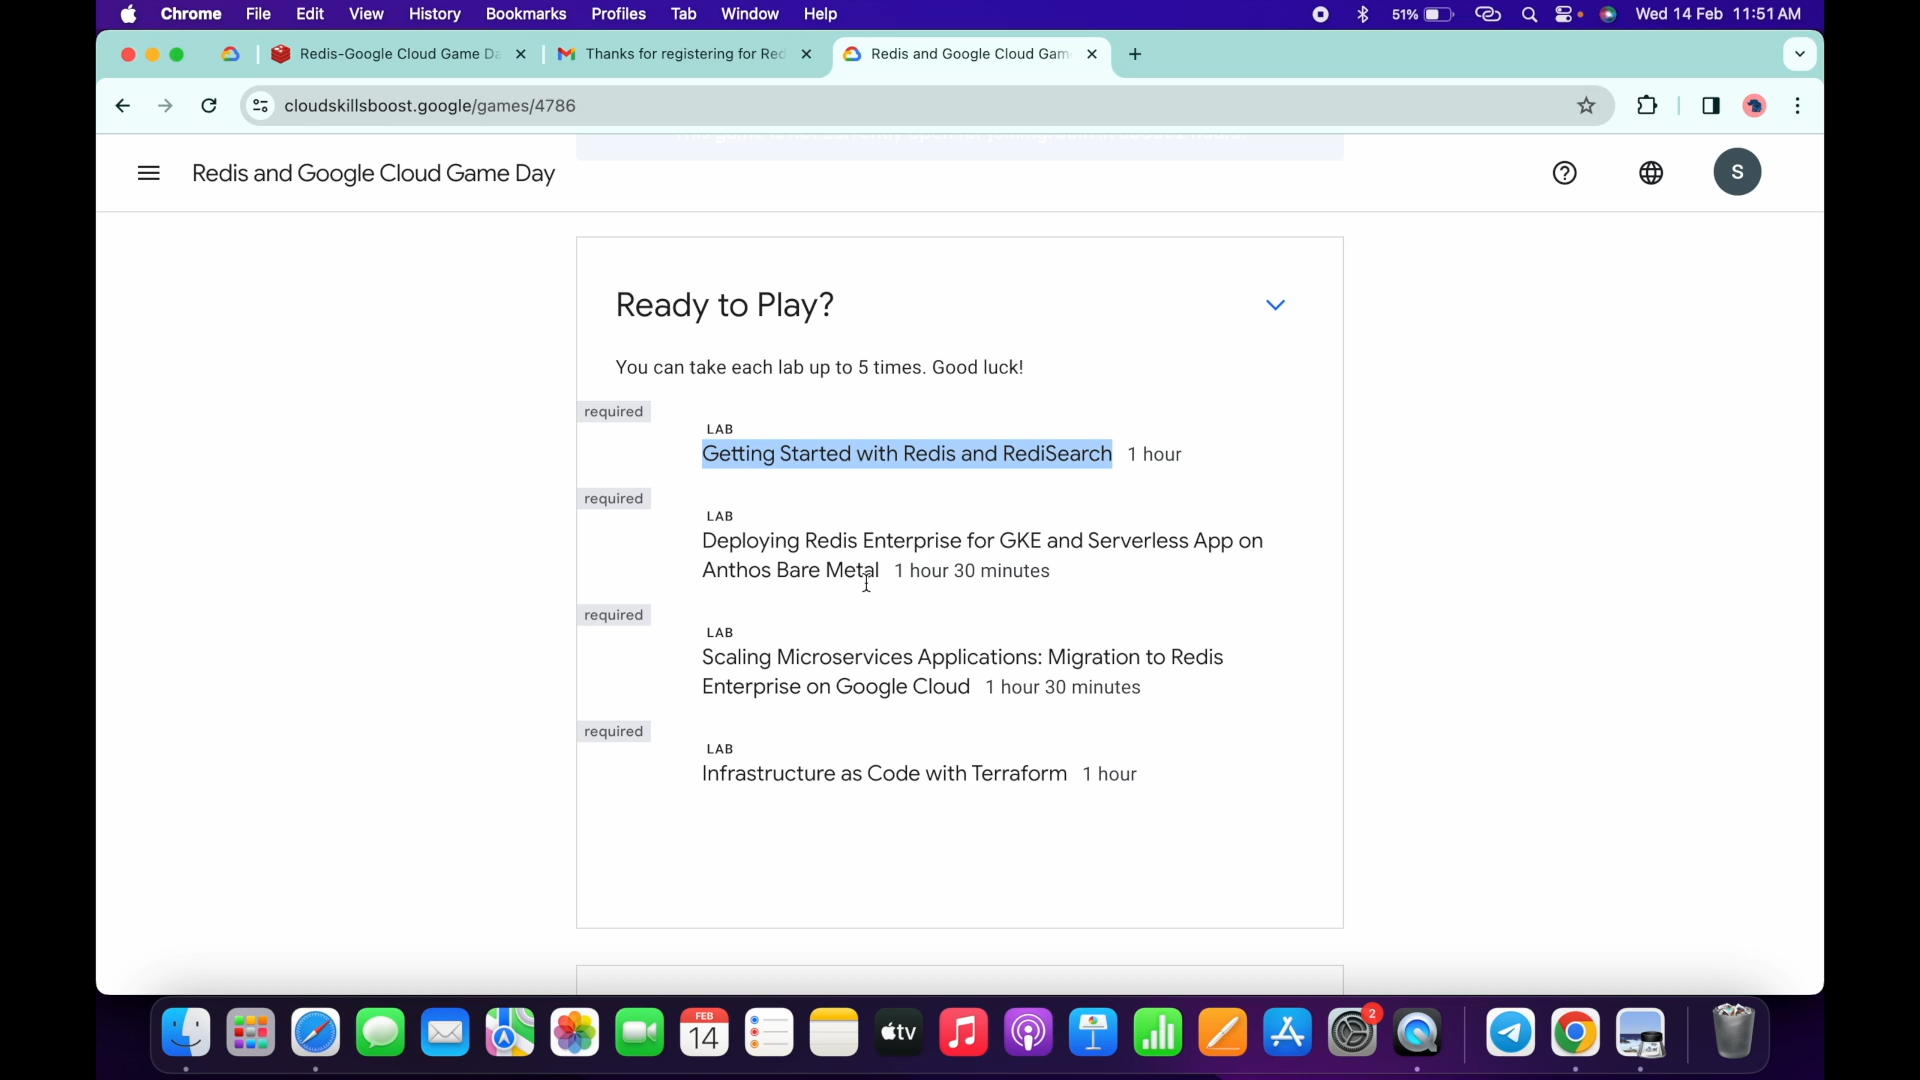 Chrome File Edit View History Bookmarks Profiles Tab Window Help 51% Wed 14 Feb 11:51 AM
Redis-Google Cloud Game Da Thanks for registering for Red Redis and Google Cloud Gam
cloudskillsboost.google/games/4786
Redis and Google Cloud Game Day
S
Ready to Play?
You can take each lab up to 5 times. Good luck!
required
LAB
Getting Started with Redis and RediSearch 1 hour
required
LAB
Deploying Redis Enterprise for GKE and Serverless App on
Anthos Bare Metal 1 hour 30 minutes
required
LAB
Scaling Microservices Applications: Migration to Redis
Enterprise on Google Cloud 1 hour 30 minutes
required
LAB
Infrastructure as Code with Terraform 1 hour
FEB
14
tv
2